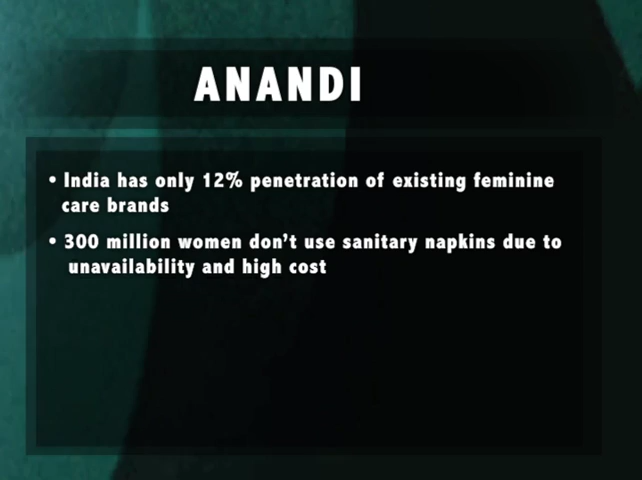 ANANDI
• India has only 12% penetration of existing feminine
care brands
• 300 million women don't use sanitary napkins due to
unavailability and high cost